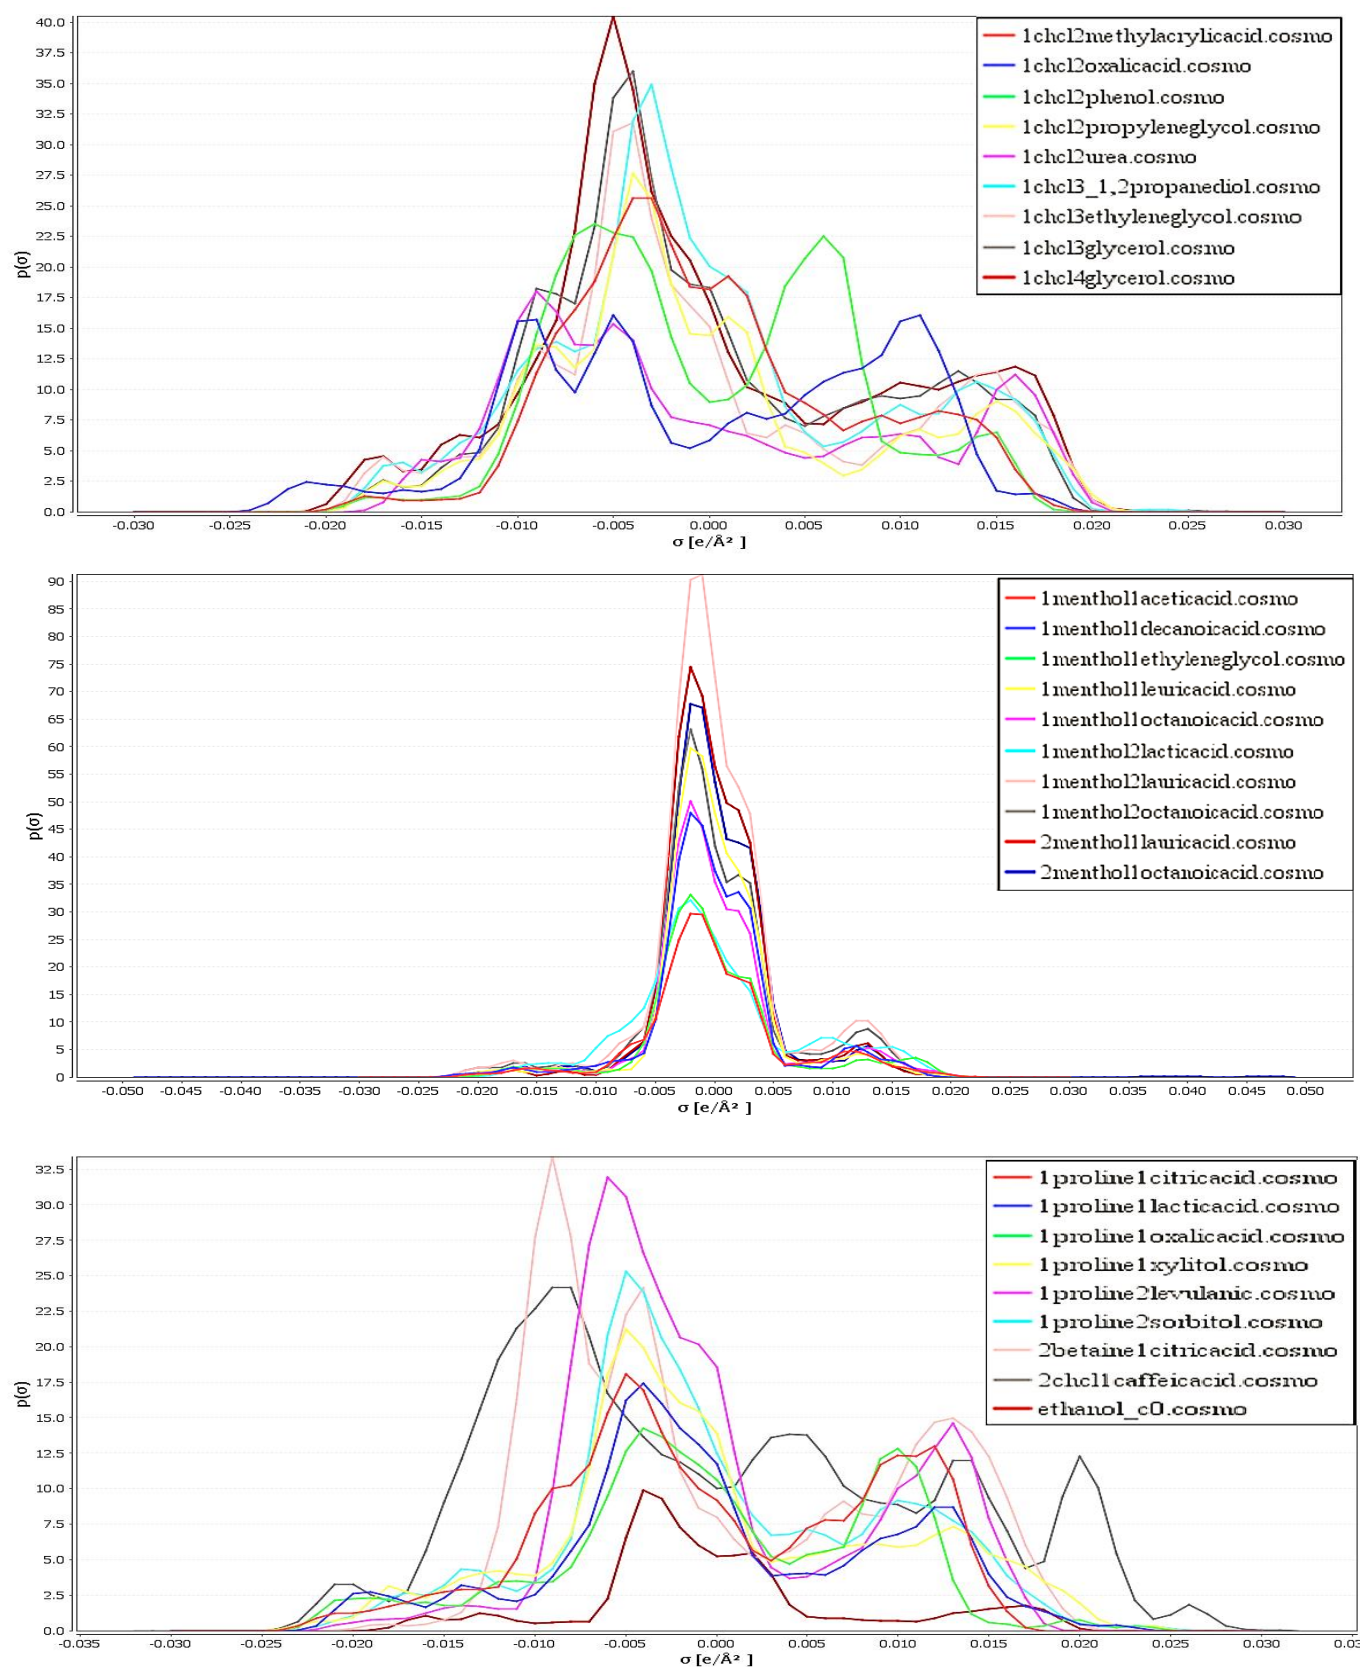 40.0
37.5
35.0
32.5
30.0
27.5
25.0
22.5
20.0
17.5
15.0
12.5
10.0
7.5
5.0
2.5
0.0
p(σ)
1chcl2methylacrylicacid.cosmo
1chcl2oxalicacid.cosmo
1chcl2phenol.cosmo
1chcl2propyleneglycol.cosmo
1chcl2urea.cosmo
1chcl3_1,2propanediol.cosmo
1chcl3ethyleneglycol.cosmo
1chcl3glycerol.cosmo
1chcl4glycerol.cosmo
-0.030 -0.025 -0.020 -0.015 -0.010 -0.005 0.000 0.005 0.010 0.015 0.020 0.025 0.030
σ [e/Å² ]
90
85
80
75
70
65
60
55
50
45
40
35
30
25
20
15
10
5
0
p(σ)
1menthol1aceticacid.cosmo
1menthol1decanoicacid.cosmo
1menthol1ethyleneglycol.cosmo
1menthol1leuricacid.cosmo
1menthol1octanoicacid.cosmo
1menthol2lacticacid.cosmo
1menthol2lauricacid.cosmo
1menthol2octanoicacid.cosmo
2menthol1lauricacid.cosmo
2menthol1octanoicacid.cosmo
-0.050 -0.045 -0.040 -0.035 -0.030 -0.025 -0.020 -0.015 -0.010 -0.005 0.000 0.005 0.010 0.015 0.020 0.025 0.030 0.035 0.040 0.045 0.050
σ [e/Å² ]
32.5
30.0
27.5
25.0
22.5
20.0
17.5
15.0
12.5
10.0
7.5
5.0
2.5
0.0
p(σ)
1proline1citricacid.cosmo
1proline1lacticacid.cosmo
1proline1oxalicacid.cosmo
1proline1xylitol.cosmo
1proline2levulanic.cosmo
1proline2sorbitol.cosmo
2betaine1citricacid.cosmo
2chcl1caffeicacid.cosmo
ethanol_c0.cosmo
-0.035 -0.030 -0.025 -0.020 -0.015 -0.010 -0.005 0.000 0.005 0.010 0.015 0.020 0.025 0.030 0.03
σ [e/Å² ]